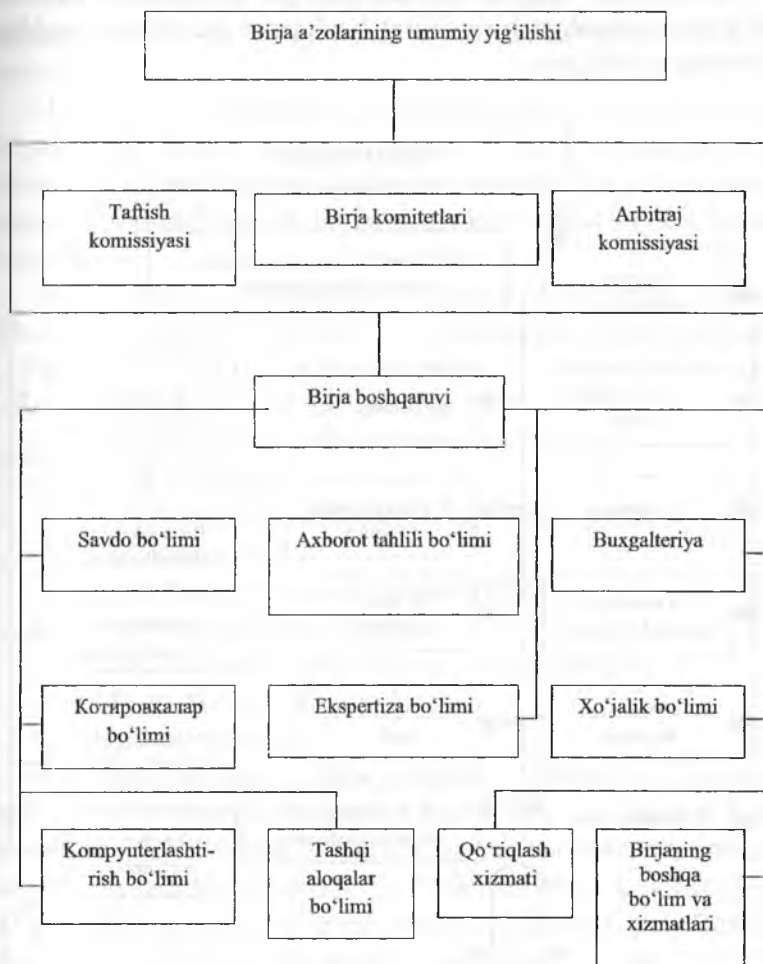 Birja a'zolarining umumiy yig‘ilishi
Taftish
komissiyasi
Birja komitetlari
Arbitraj
komissiyasi
Birja boshqaruvi
Savdo bo‘limi
Axborot tahlili bo‘limi
Buxgalteriya
Котировкалар
bo‘limi
Ekspertiza bo‘limi
Xo‘jalik bo‘limi
Kompyuterlashti-
rish bo‘limi
Tashqi
aloqalar
bo‘limi
Qo‘riqlash
xizmati
Birjaning
boshqa
bo‘lim va
xizmatlari